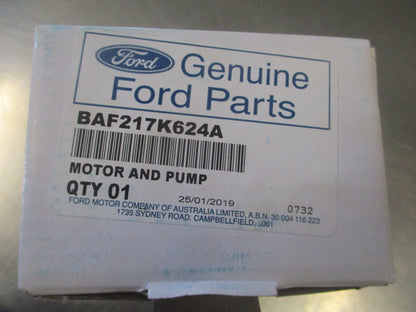 Ford
Genuine
Ford Parts
BAF217K624A
MOTOR AND PUMP
QTY 01
25/01/2019
0732
FORD MOTOR COMPANY OF AUSTRALIA LIMITED, A.B.N. 30 004 116 223
1735 SYDNEY ROAD, CAMPBELLFIELD, 3061